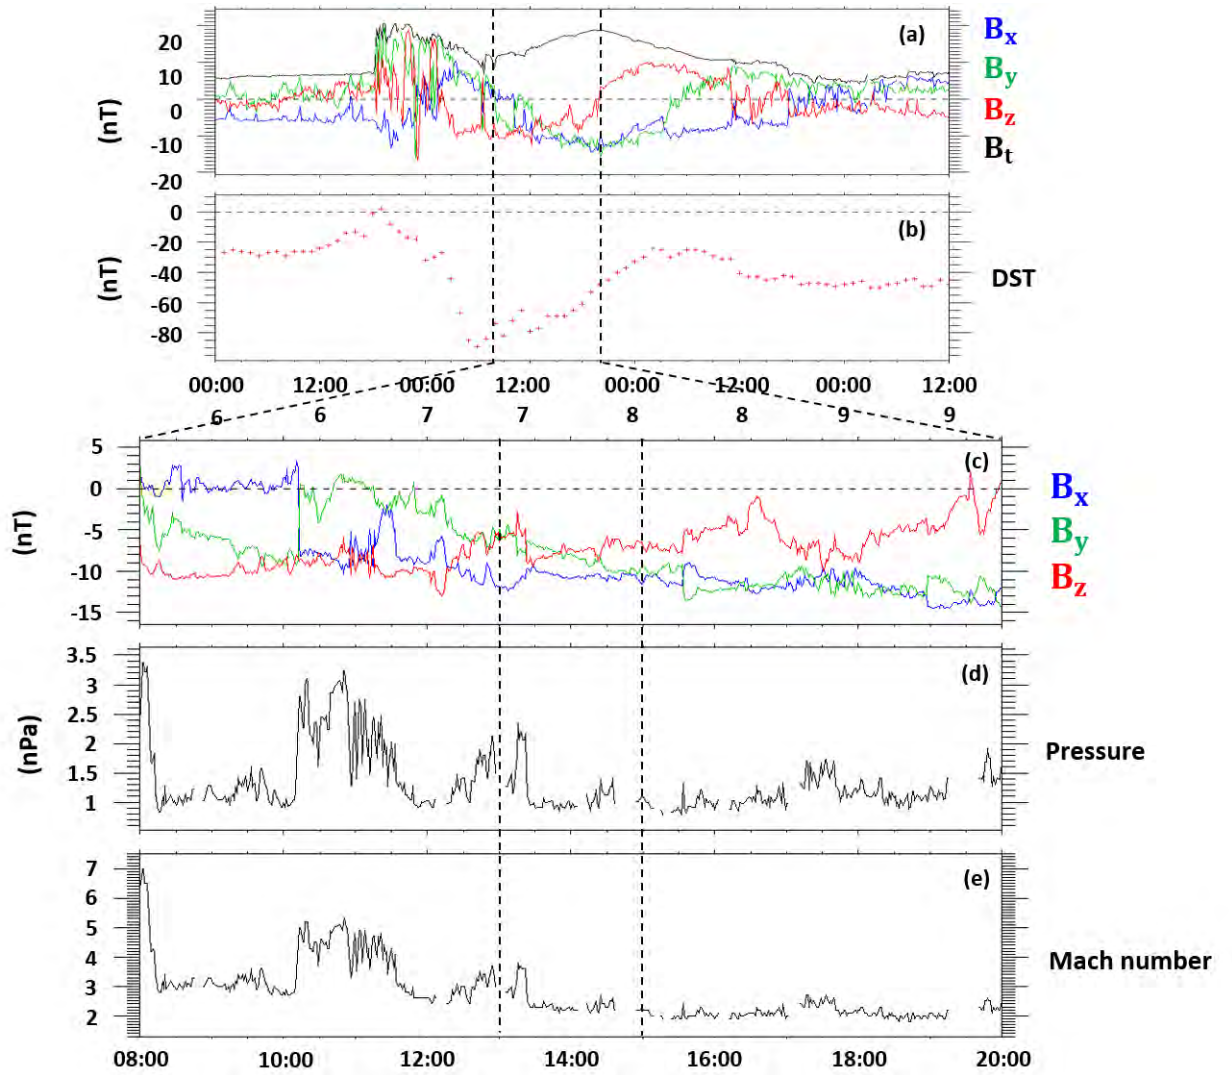 (a)
20
10
0
-10
-20
(nT)
Bx
By
Bz
Bt
(b)
0
-20
-40
-60
-80
(nT)
DST
00:00 12:00 00:00 12:00 00:00 12:00 00:00 12:00
6 6 7 7 8 8 9 9
(c)
5
0
-5
-10
-15
(nT)
Bx
By
Bz
(d)
3.5
3
2.5
2
1.5
1
(nPa)
Pressure
(e)
7
6
5
4
3
2
Mach number
08:00 10:00 12:00 14:00 16:00 18:00 20:00